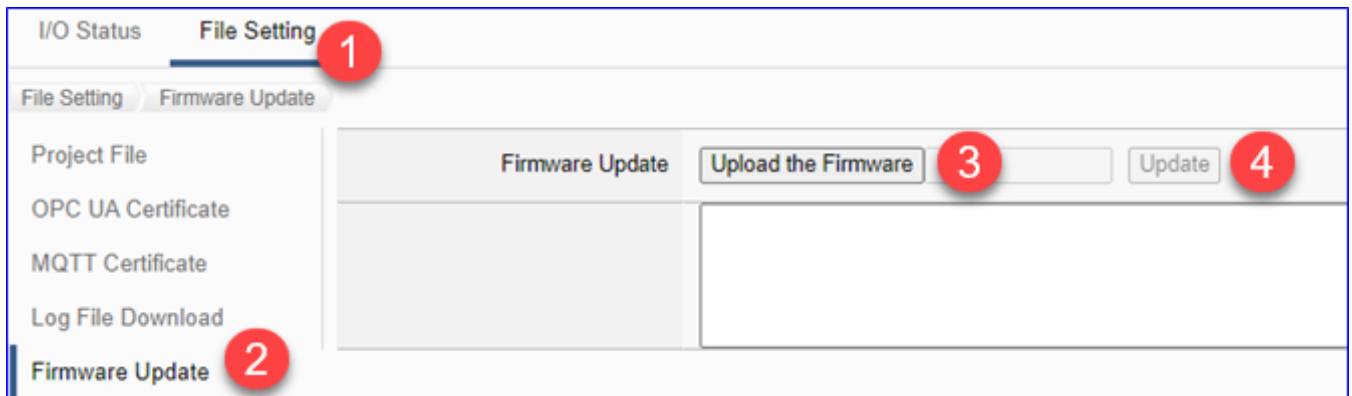 I/O Status File Setting 1
File Setting Firmware Update
Project File
Firmware Update Upload the Firmware 3 Update 4
OPC UA Certificate
MQTT Certificate
Log File Download
Firmware Update 2